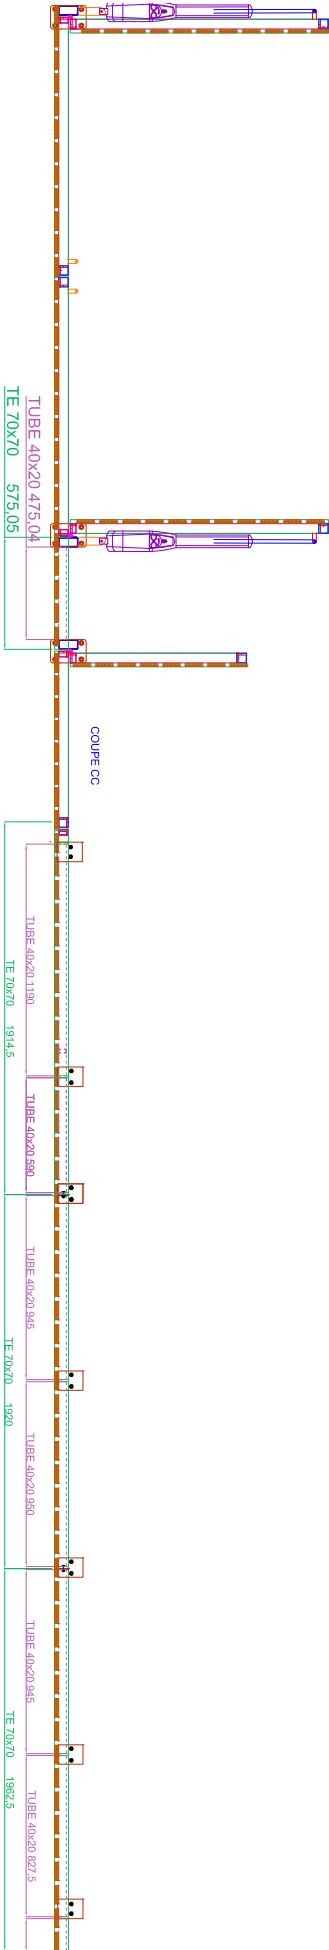 TUBE 40x20 475,04
TE 70x70 575,05
COUPE CC
TUBE 40x20 1190
TE 70x70 1914,5
TUBE 40x20 590
TUBE 40x20 945
TE 70x70 1920
TUBE 40x20 950
TUBE 40x20 945
TE 70x70 1962,5
TUBE 40x20 827,5